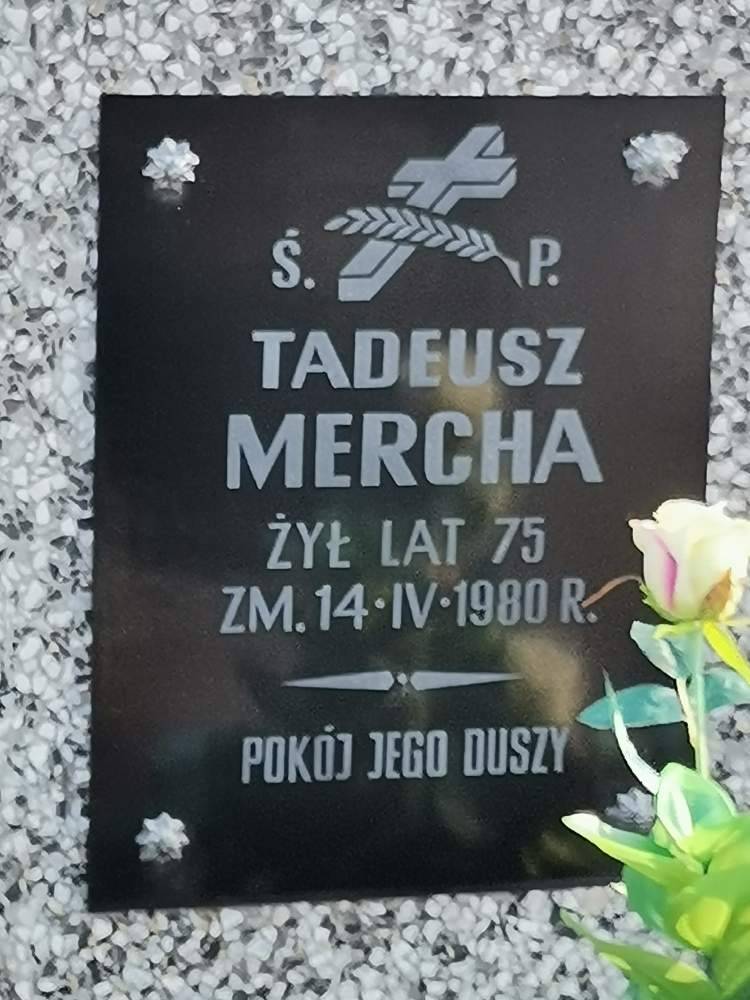 Ś. P.
TADEUSZ
MERCHA
ŻYŁ LAT 75
ZM. 14·IV·1980 R.
POKÓJ JEGO DUSZY